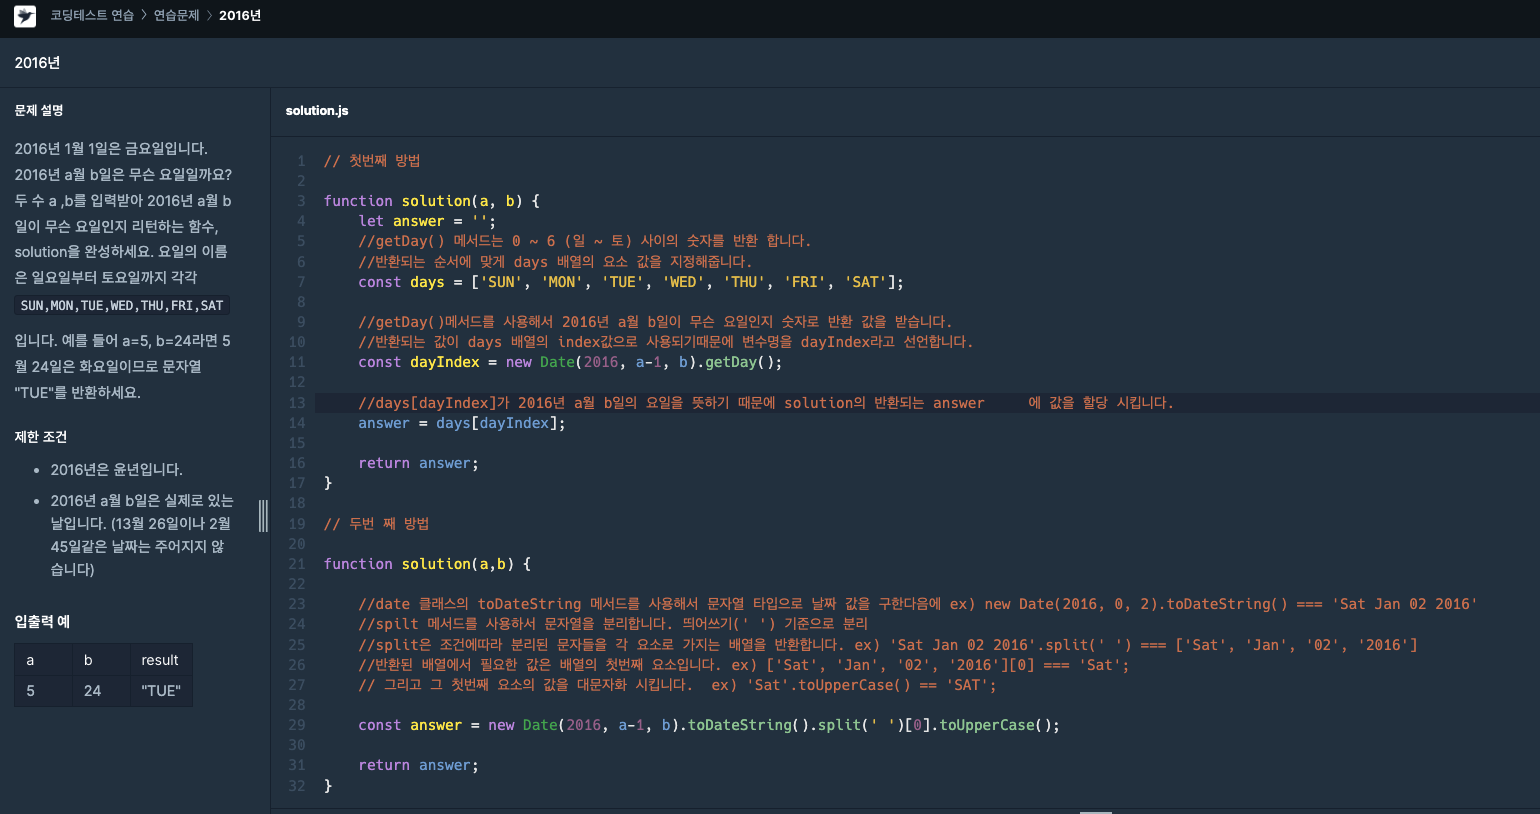 코딩테스트 연습 > 연습문제 > 2016년
2016년
문제 설명
2016년 1월 1일은 금요일입니다.
2016년 a월 b일은 무슨 요일일까요?
두 수 a ,b를 입력받아 2016년 a월 b
일이 무슨 요일인지 리턴하는 함수,
solution을 완성하세요. 요일의 이름
은 일요일부터 토요일까지 각각
SUN,MON,TUE,WED,THU,FRI,SAT
입니다. 예를 들어 a=5, b=24라면 5
월 24일은 화요일이므로 문자열
"TUE"를 반환하세요.
제한 조건
• 2016년은 윤년입니다.
• 2016년 a월 b일은 실제로 있는
날입니다. (13월 26일이나 2월
45일같은 날짜는 주어지지 않
습니다)
입출력 예
a b result
5 24 "TUE"
solution.js
1 // 첫번째 방법
2
3 function solution(a, b) {
4     let answer = '';
5     //getDay() 메서드는 0 ~ 6 (일 ~ 토) 사이의 숫자를 반환 합니다.
6     //반환되는 순서에 맞게 days 배열의 요소 값을 지정해줍니다.
7     const days = ['SUN', 'MON', 'TUE', 'WED', 'THU', 'FRI', 'SAT'];
8
9     //getDay()메서드를 사용해서 2016년 a월 b일이 무슨 요일인지 숫자로 반환 값을 받습니다.
10     //반환되는 값이 days 배열의 index값으로 사용되기때문에 변수명을 dayIndex라고 선언합니다.
11     const dayIndex = new Date(2016, a-1, b).getDay();
12
13     //days[dayIndex]가 2016년 a월 b일의 요일을 뜻하기 때문에 solution의 반환되는 answer     에 값을 할당 시킵니다.
14     answer = days[dayIndex];
15
16     return answer;
17 }
18
19 // 두번 째 방법
20
21 function solution(a,b) {
22
23     //date 클래스의 toDateString 메서드를 사용해서 문자열 타입으로 날짜 값을 구한다음에 ex) new Date(2016, 0, 2).toDateString() === 'Sat Jan 02 2016'
24     //spilt 메서드를 사용하서 문자열을 분리합니다. 띄어쓰기(' ') 기준으로 분리
25     //split은 조건에따라 분리된 문자들을 각 요소로 가지는 배열을 반환합니다. ex) 'Sat Jan 02 2016'.split(' ') === ['Sat', 'Jan', '02', '2016']
26     //반환된 배열에서 필요한 값은 배열의 첫번째 요소입니다. ex) ['Sat', 'Jan', '02', '2016'][0] === 'Sat';
27     // 그리고 그 첫번째 요소의 값을 대문자화 시킵니다.  ex) 'Sat'.toUpperCase() == 'SAT';
28
29     const answer = new Date(2016, a-1, b).toDateString().split(' ')[0].toUpperCase();
30
31     return answer;
32 }